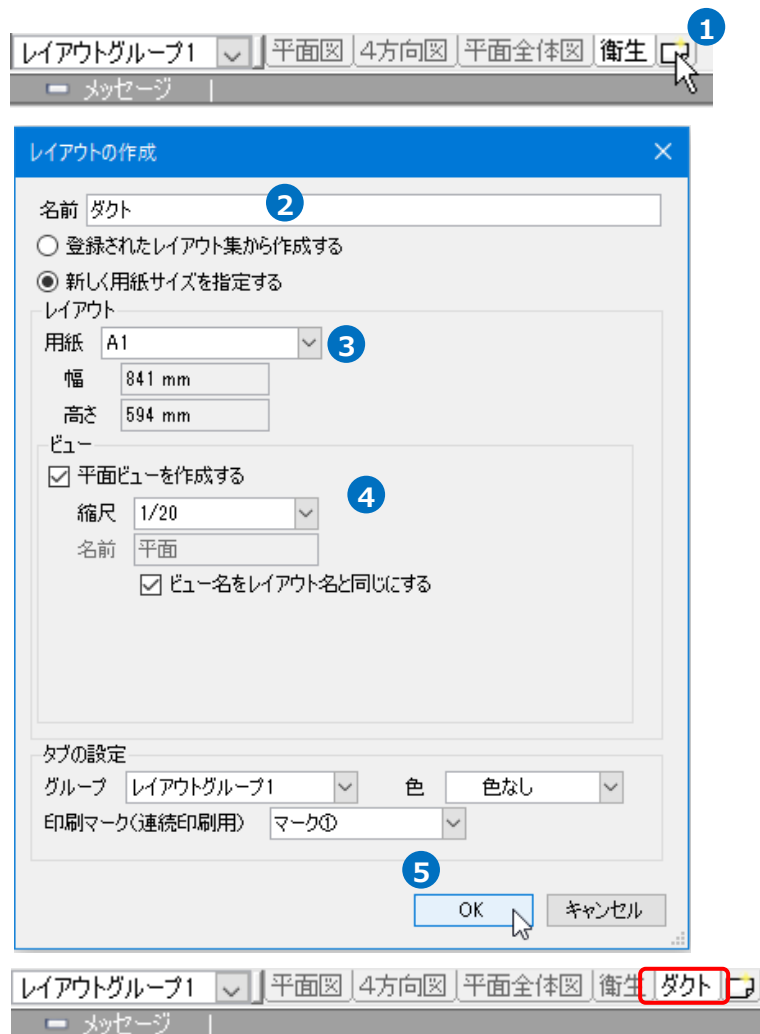 1
レイアウトグループ1 平面図 4方向図 平面全体図 衛生
メッセージ
レイアウトの作成
名前 ダクト 2
登録されたレイアウト集から作成する
新しく用紙サイズを指定する
レイアウト
用紙 A1 3
幅 841 mm
高さ 594 mm
ビュー
平面ビューを作成する
4
縮尺 1/20
名前 平面
ビュー名をレイアウト名と同じにする
タブの設定
グループ レイアウトグループ1 色 色なし
印刷マーク(連続印刷用) マーク①
5
OK キャンセル
レイアウトグループ1 平面図 4方向図 平面全体図 衛生 ダクト
メッセージ